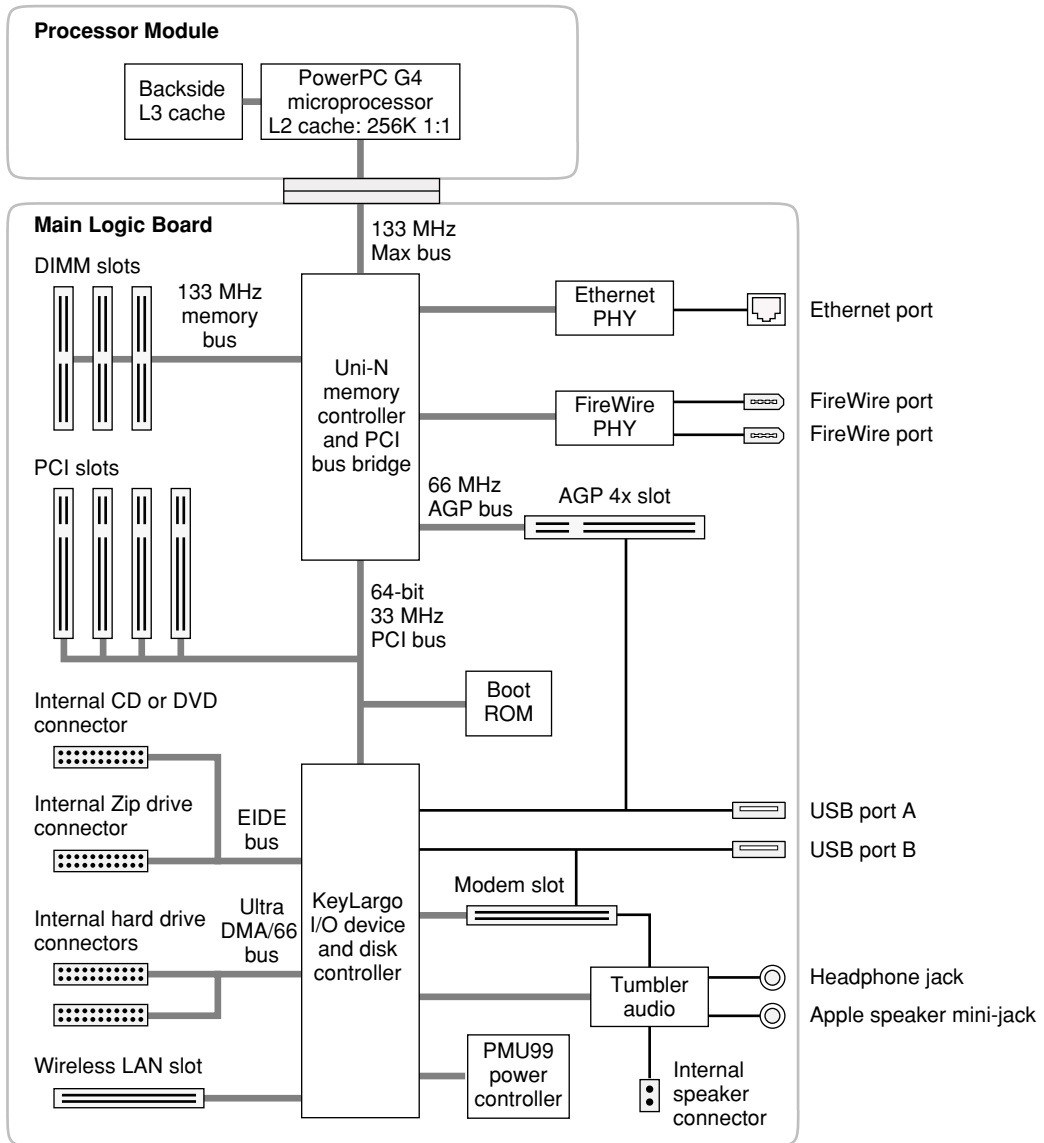 Processor Module
Backside
L3 cache
PowerPC G4
microprocessor
L2 cache: 256K 1:1
Main Logic Board
133 MHz
Max bus
DIMM slots
133 MHz
memory
bus
Uni-N
memory
controller
and PCI
bus bridge
Ethernet
PHY
Ethernet port
FireWire
PHY
FireWire port
FireWire port
PCI slots
66 MHz
AGP bus
AGP 4x slot
64-bit
33 MHz
PCI bus
Boot
ROM
Internal CD or DVD
connector
Internal Zip drive
connector
EIDE
bus
USB port A
USB port B
Modem slot
KeyLargo
I/O device
and disk
controller
Internal hard drive
connectors
Ultra
DMA/66
bus
Tumbler
audio
Headphone jack
Apple speaker mini-jack
Wireless LAN slot
PMU99
power
controller
Internal
speaker
connector